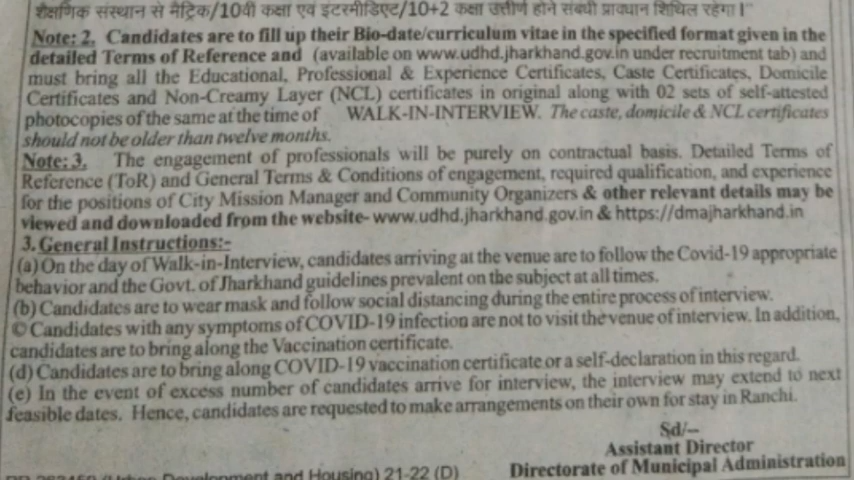 शैक्षणिक संस्थान से मैट्रिक/10वी कक्षा एवं इंटरमीडिएट/10+2 कक्षा उत्तीर्ण होने संबंधी प्रावधान शिथिल रहेगा।"
Note: 2. Candidates are to fill up their Bio-date/curriculum vitae in the specified format given in the
detailed Terms of Reference and (available on www.udhd.jharkhand.gov.in under recruitment tab) and
must bring all the Educational, Professional & Experience Certificates, Caste Certificates, Domicile
Certificates and Non-Creamy Layer (NCL) certificates in original along with 02 sets of self-attested
photocopies of the same at the time of WALK-IN-INTERVIEW. The caste, domicile & NCL certificates
should not be older than twelve months.
Note: 3. The engagement of professionals will be purely on contractual basis. Detailed Terms of
Reference (ToR) and General Terms & Conditions of engagement, required qualification, and experience
for the positions of City Mission Manager and Community Organizers & other relevant details may be
viewed and downloaded from the website- www.udhd.jharkhand.gov.in & https://dmajharkhand.in
3. General Instructions:-
(a) On the day of Walk-in-Interview, candidates arriving at the venue are to follow the Covid-19 appropriate
behavior and the Govt. of Jharkhand guidelines prevalent on the subject at all times.
(b) Candidates are to wear mask and follow social distancing during the entire process of interview.
© Candidates with any symptoms of COVID-19 infection are not to visit the venue of interview. In addition,
candidates are to bring along the Vaccination certificate.
(d) Candidates are to bring along COVID-19 vaccination certificate or a self-declaration in this regard.
(e) In the event of excess number of candidates arrive for interview, the interview may extend to next
feasible dates. Hence, candidates are requested to make arrangements on their own for stay in Ranchi.
Sd/–
Assistant Director
Directorate of Municipal Administration
(Urban Development and Housing) 21-22 (D)